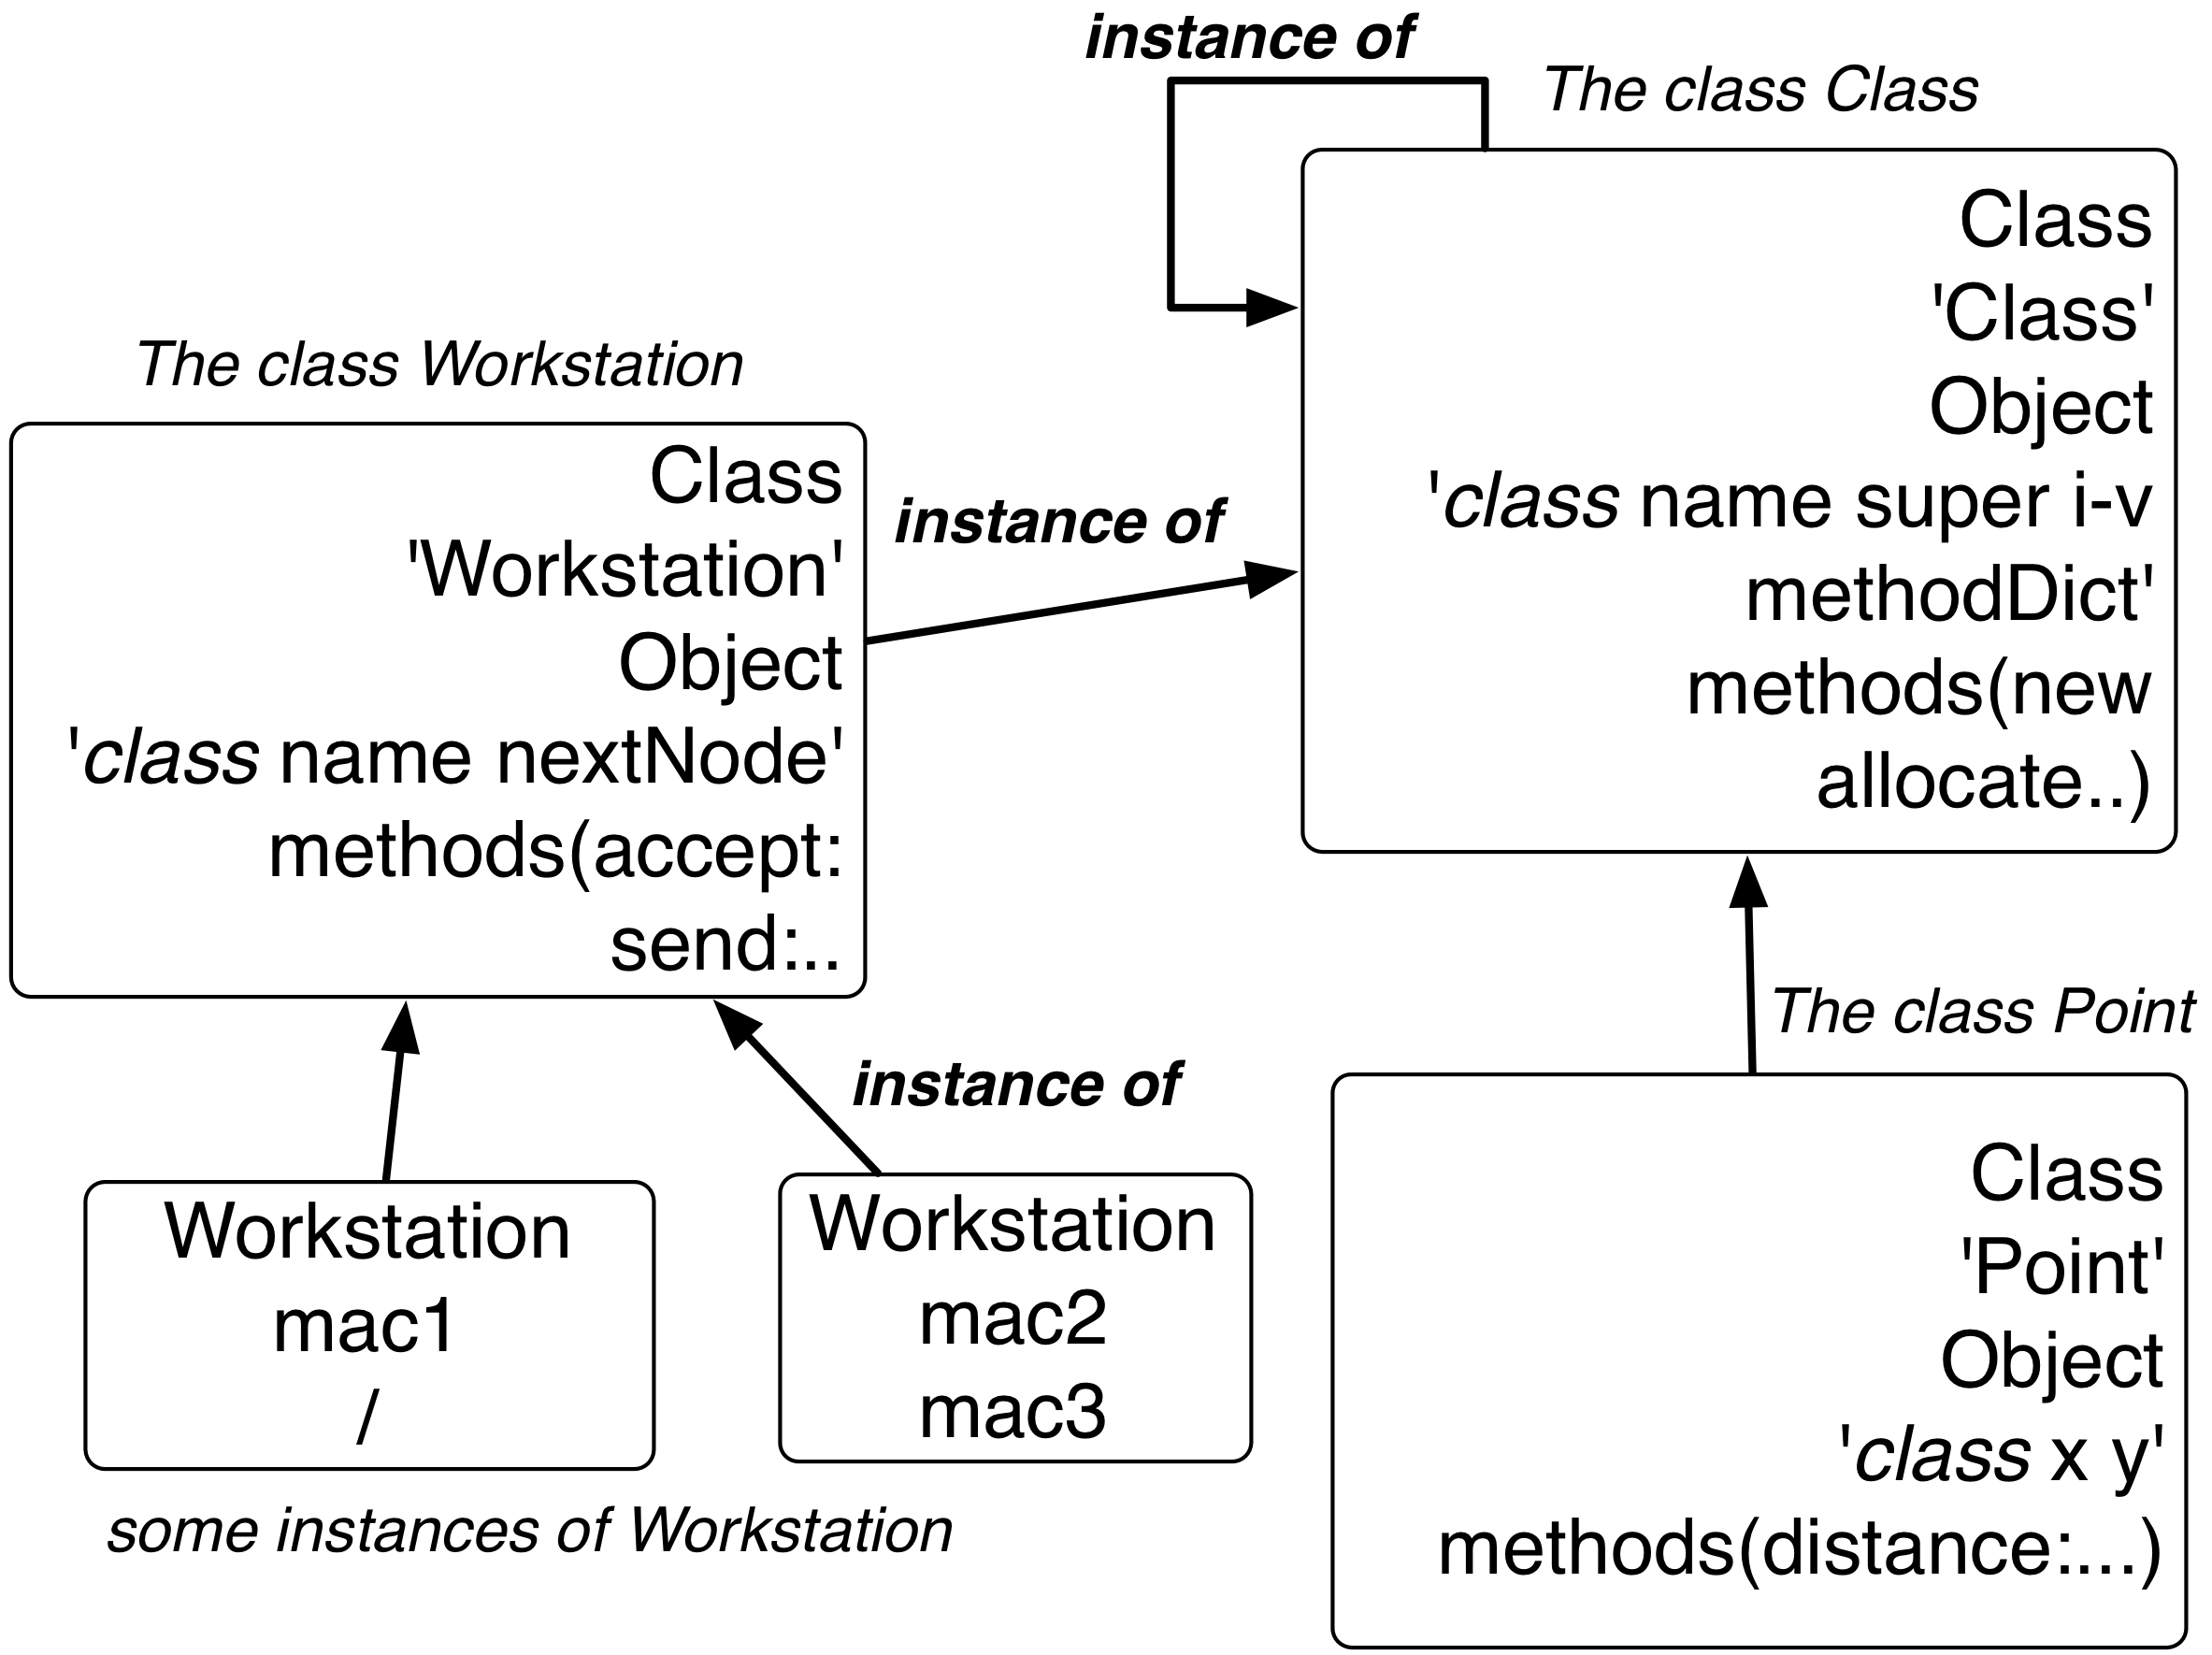 instance of
The class Class
Class
'Class'
Object
'class name super i-v
methodDict'
methods(new
allocate..)
The class Workstation
Class
'Workstation'
Object
'class name nextNode'
methods(accept:
send:..
instance of
instance of
Workstation
mac1
/
Workstation
mac2
mac3
some instances of Workstation
The class Point
Class
'Point'
Object
'class x y'
methods(distance:...)